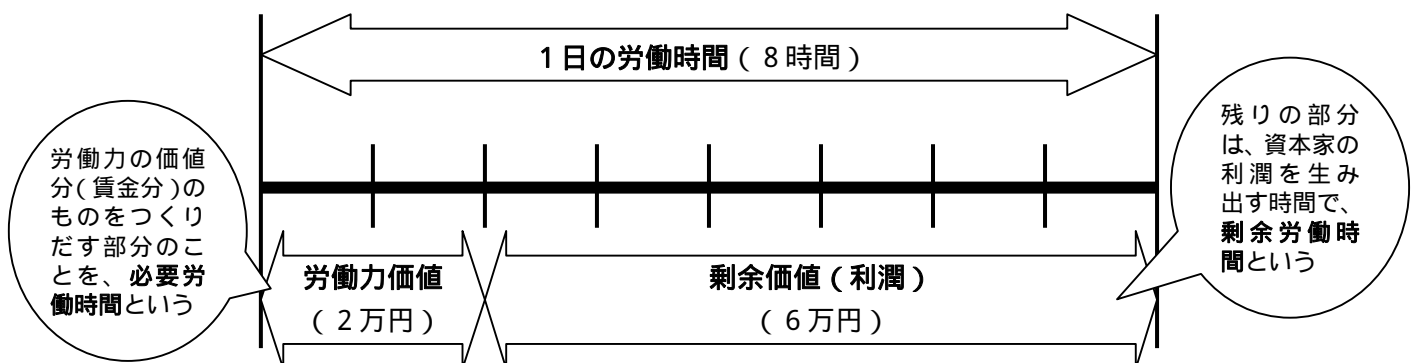 1日の労働時間(8時間)
労働力の価値
分(賃金分)の
ものをつくり
だす部分のこ
とを、必要労
働時間という
残りの部分
は、資本家の
利潤を生み
出す時間で、
剰余労働時
間という
労働力価値
(2万円)
剰余価値(利潤)
(6万円)